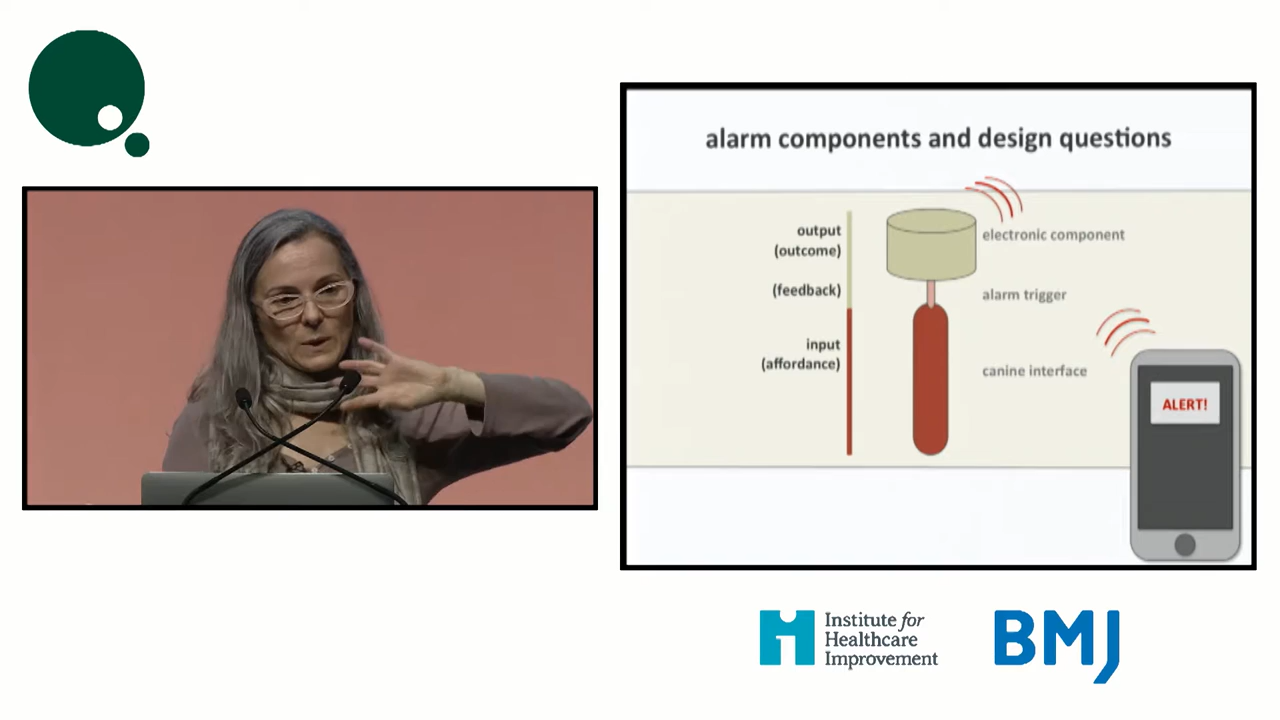 alarm components and design questions
output
(outcome)
electronic component
(feedback)
alarm trigger
input
(affordance)
canine interface
ALERT!
Institute for
Healthcare
Improvement
BMJ